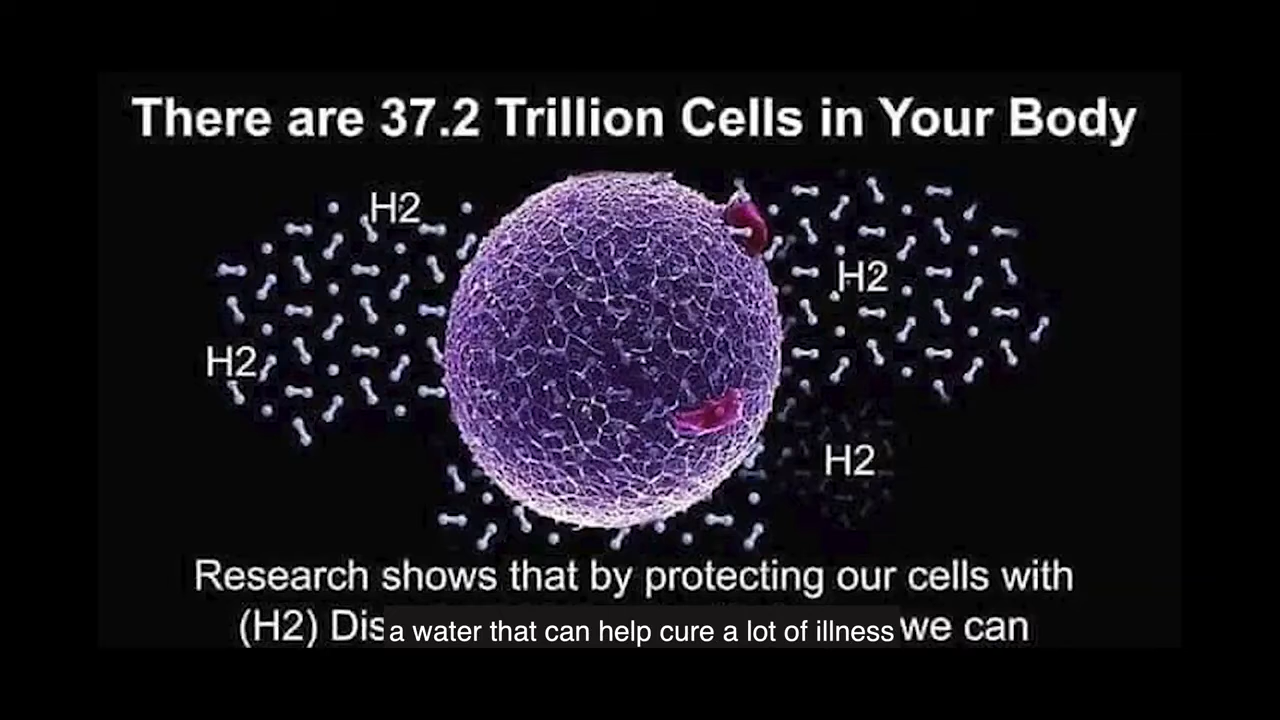 There are 37.2 Trillion Cells in Your Body
H2
H2
H2
H2
Research shows that by protecting our cells with
(H2) Dis
a water that can help cure a lot of illness
we can